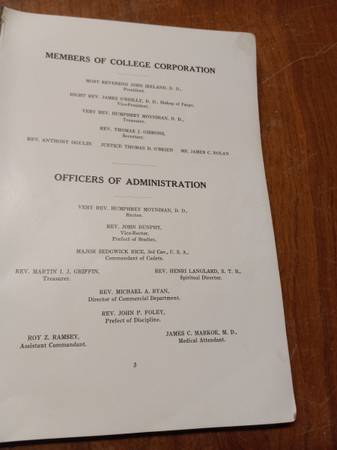 MEMBERS OF COLLEGE CORPORATION
MOST REVEREND JOHN IRELAND, D. D.,
President.
RIGHT REV. JAMES O'REILLY, D. D., Bishop of Fargo,
Vice-President.
VERY REV. HUMPHREY MOYNIHAN, D. D.,
Treasurer.
REV. THOMAS J. GIBBONS,
Secretary.
REV. ANTHONY JUSTICE THOMAS D. O'BRIEN MR. JAMES C. NOLAN
OFFICERS OF ADMINISTRATION
VERY REV. HUMPHREY MOYNIHAN, D. D.,
Rector.
REV. JOHN DUNPHY,
Vice-Rector.
Prefect of Studies.
MAJOR SEDGWICK RICE, 3rd Cav., U. S. A.,
Commandant of Cadets.
REV. MARTIN I. J. GRIFFIN, REV. HENRI LANGLARD, S. T. B.,
Treasurer. Spiritual Director.
REV. MICHAEL A. RYAN,
Director of Commercial Department.
REV. JOHN P. FOLEY,
Prefect of Discipline.
ROY Z. RAMSEY, JAMES C. MARKOE, M. D.,
Assistant Commandant. Medical Attendant.
3